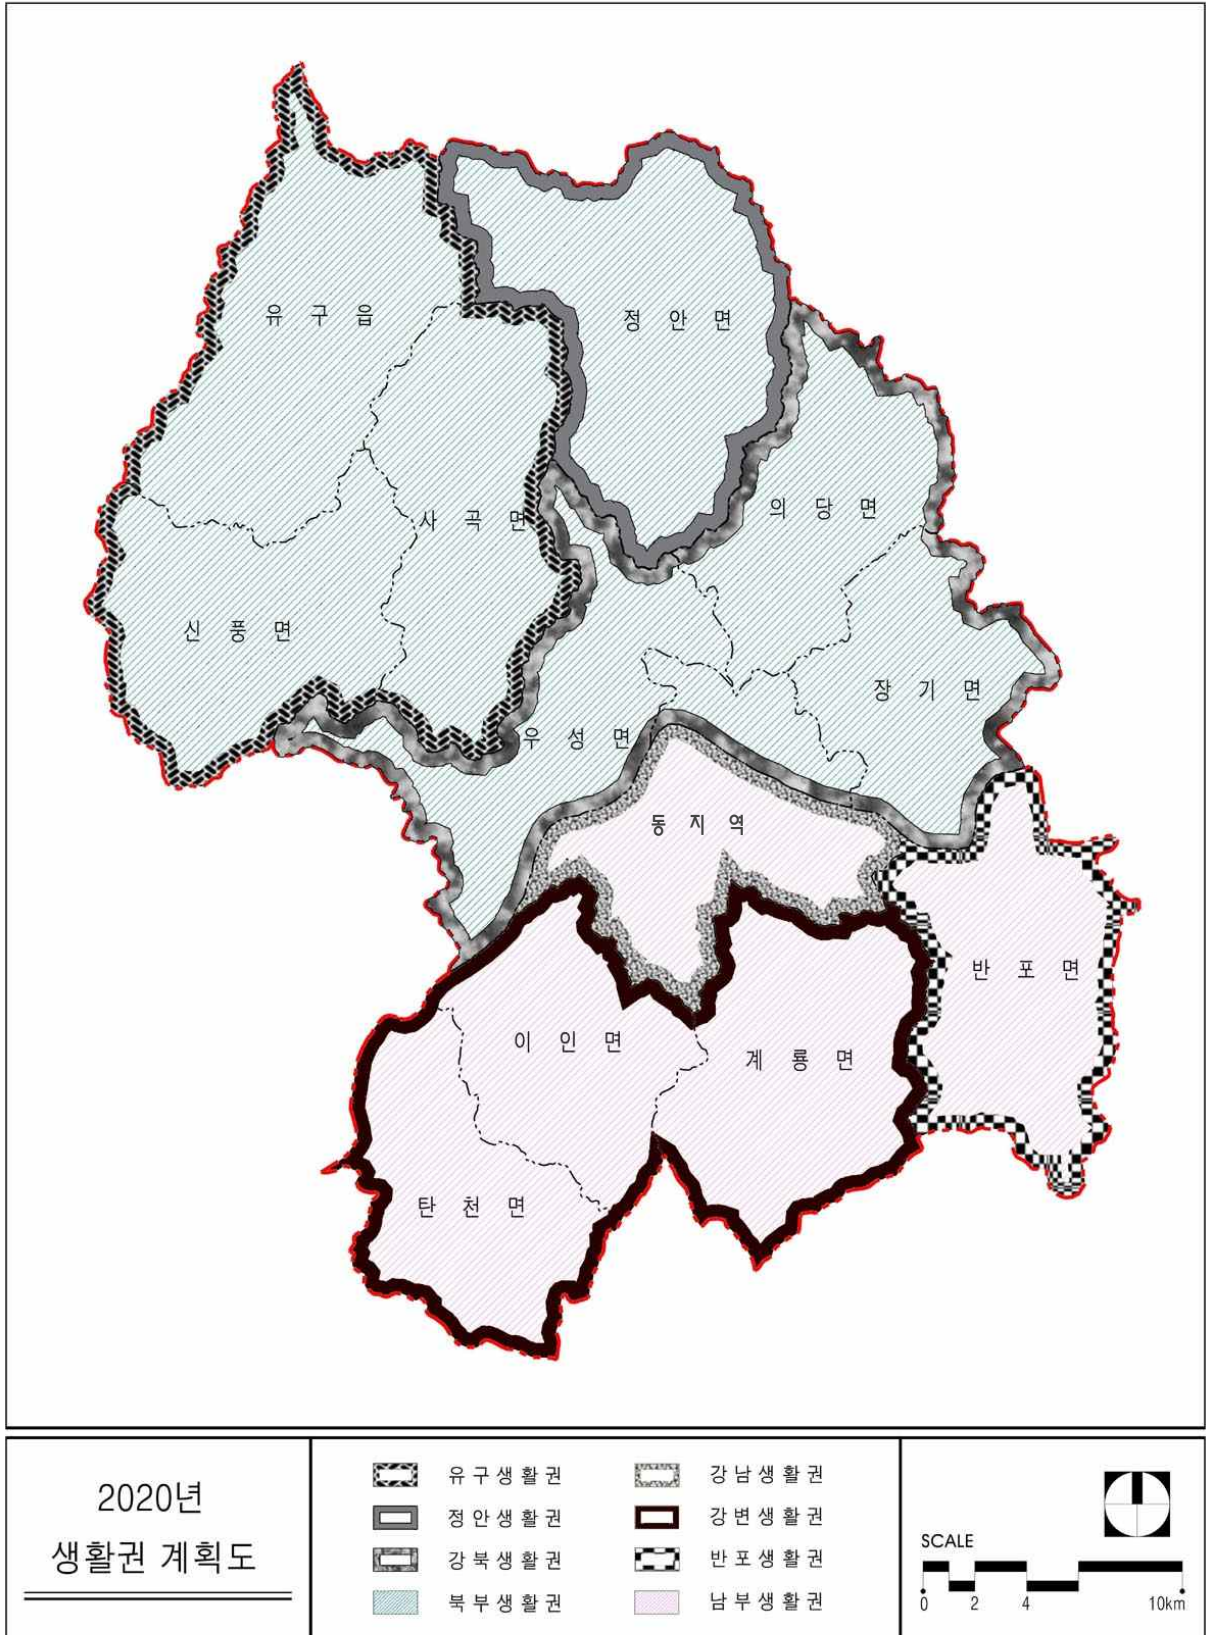 유구읍
정안면
의당면
사곡면
신풍면
장기면
우성면
동지역
반포면
이인면
계룡면
탄천면
2020년
생활권 계획도
유구생활권
정안생활권
강북생활권
북부생활권
강남생활권
강변생활권
반포생활권
남부생활권
SCALE
0 2 4 10km